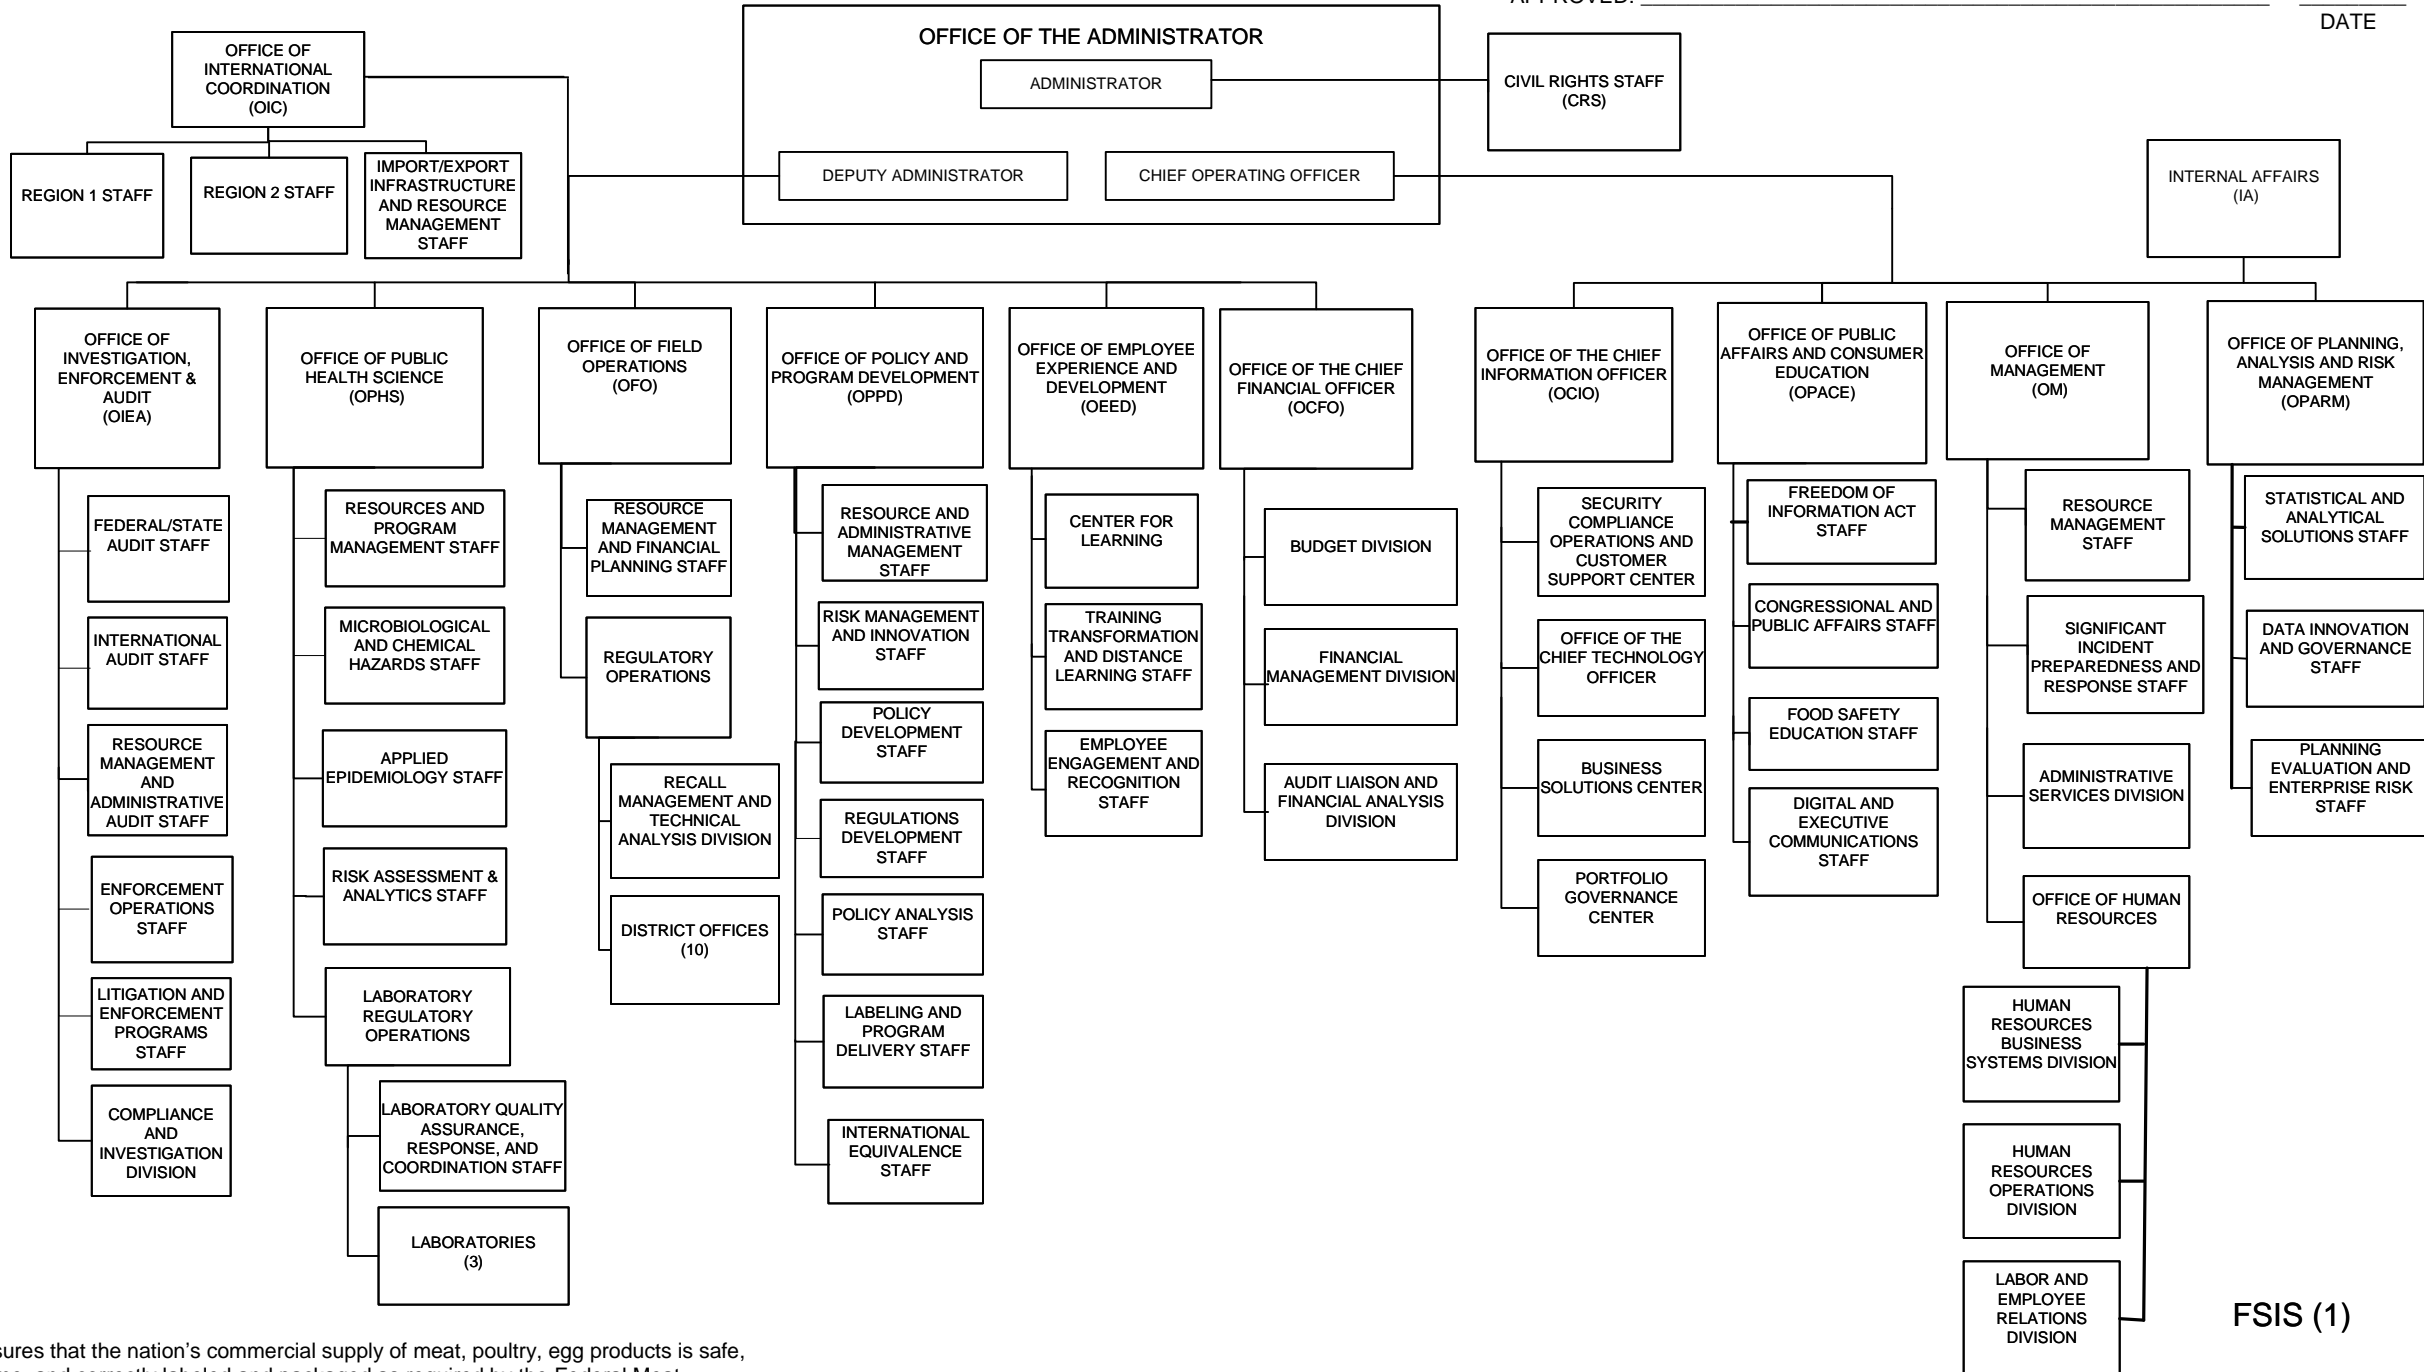 APPROVED:
DATE
OFFICE OF THE ADMINISTRATOR
ADMINISTRATOR
DEPUTY ADMINISTRATOR
CHIEF OPERATING OFFICER
CIVIL RIGHTS STAFF
(CRS)
OFFICE OF
INTERNATIONAL
COORDINATION
(OIC)
REGION 1 STAFF
REGION 2 STAFF
IMPORT/EXPORT
INFRASTRUCTURE
AND RESOURCE
MANAGEMENT
STAFF
INTERNAL AFFAIRS
(IA)
OFFICE OF
INVESTIGATION,
ENFORCEMENT &
AUDIT
(OIEA)
FEDERAL/STATE
AUDIT STAFF
INTERNATIONAL
AUDIT STAFF
RESOURCE
MANAGEMENT
AND
ADMINISTRATIVE
AUDIT STAFF
ENFORCEMENT
OPERATIONS
STAFF
LITIGATION AND
ENFORCEMENT
PROGRAMS
STAFF
COMPLIANCE
AND
INVESTIGATION
DIVISION
OFFICE OF PUBLIC
HEALTH SCIENCE
(OPHS)
RESOURCES AND
PROGRAM
MANAGEMENT STAFF
MICROBIOLOGICAL
AND CHEMICAL
HAZARDS STAFF
APPLIED
EPIDEMIOLOGY STAFF
RISK ASSESSMENT &
ANALYTICS STAFF
LABORATORY
REGULATORY
OPERATIONS
LABORATORY QUALITY
ASSURANCE,
RESPONSE, AND
COORDINATION STAFF
LABORATORIES
(3)
OFFICE OF FIELD
OPERATIONS
(OFO)
RESOURCE
MANAGEMENT
AND FINANCIAL
PLANNING STAFF
REGULATORY
OPERATIONS
RECALL
MANAGEMENT AND
TECHNICAL
ANALYSIS DIVISION
DISTRICT OFFICES
(10)
OFFICE OF POLICY AND
PROGRAM DEVELOPMENT
(OPPD)
RESOURCE AND
ADMINISTRATIVE
MANAGEMENT
STAFF
RISK MANAGEMENT
AND INNOVATION
STAFF
POLICY
DEVELOPMENT
STAFF
REGULATIONS
DEVELOPMENT
STAFF
POLICY ANALYSIS
STAFF
LABELING AND
PROGRAM
DELIVERY STAFF
INTERNATIONAL
EQUIVALENCE
STAFF
OFFICE OF EMPLOYEE
EXPERIENCE AND
DEVELOPMENT
(OEED)
CENTER FOR
LEARNING
TRAINING
TRANSFORMATION
AND DISTANCE
LEARNING STAFF
EMPLOYEE
ENGAGEMENT AND
RECOGNITION
STAFF
OFFICE OF THE CHIEF
FINANCIAL OFFICER
(OCFO)
BUDGET DIVISION
FINANCIAL
MANAGEMENT DIVISION
AUDIT LIAISON AND
FINANCIAL ANALYSIS
DIVISION
OFFICE OF THE CHIEF
INFORMATION OFFICER
(OCIO)
SECURITY
COMPLIANCE
OPERATIONS AND
CUSTOMER
SUPPORT CENTER
OFFICE OF THE
CHIEF TECHNOLOGY
OFFICER
BUSINESS
SOLUTIONS CENTER
PORTFOLIO
GOVERNANCE
CENTER
OFFICE OF PUBLIC
AFFAIRS AND CONSUMER
EDUCATION
(OPACE)
FREEDOM OF
INFORMATION ACT
STAFF
CONGRESSIONAL AND
PUBLIC AFFAIRS STAFF
FOOD SAFETY
EDUCATION STAFF
DIGITAL AND
EXECUTIVE
COMMUNICATIONS
STAFF
OFFICE OF
MANAGEMENT
(OM)
RESOURCE
MANAGEMENT
STAFF
SIGNIFICANT
INCIDENT
PREPAREDNESS AND
RESPONSE STAFF
ADMINISTRATIVE
SERVICES DIVISION
OFFICE OF HUMAN
RESOURCES
HUMAN
RESOURCES
BUSINESS
SYSTEMS DIVISION
HUMAN
RESOURCES
OPERATIONS
DIVISION
LABOR AND
EMPLOYEE
RELATIONS
DIVISION
OFFICE OF PLANNING,
ANALYSIS AND RISK
MANAGEMENT
(OPARM)
STATISTICAL AND
ANALYTICAL
SOLUTIONS STAFF
DATA INNOVATION
AND GOVERNANCE
STAFF
PLANNING
EVALUATION AND
ENTERPRISE RISK
STAFF
FSIS (1)
sures that the nation's commercial supply of meat, poultry, egg products is safe,
and correctly labeled and packaged as required by the Federal Meat